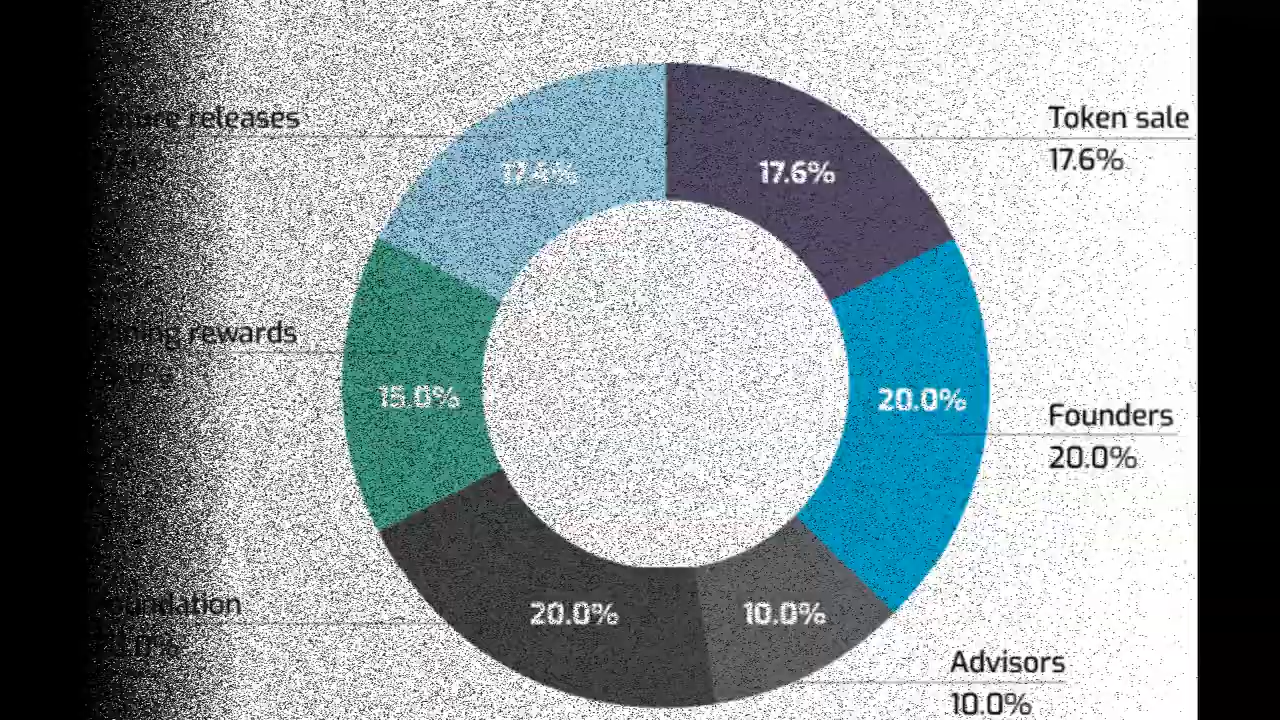 releases
rewards
17.4%
17.6%
15.0%
20.0%
20.0%
10.0%
Token sale
17.6%
Founders
20.0%
Advisors
10.0%